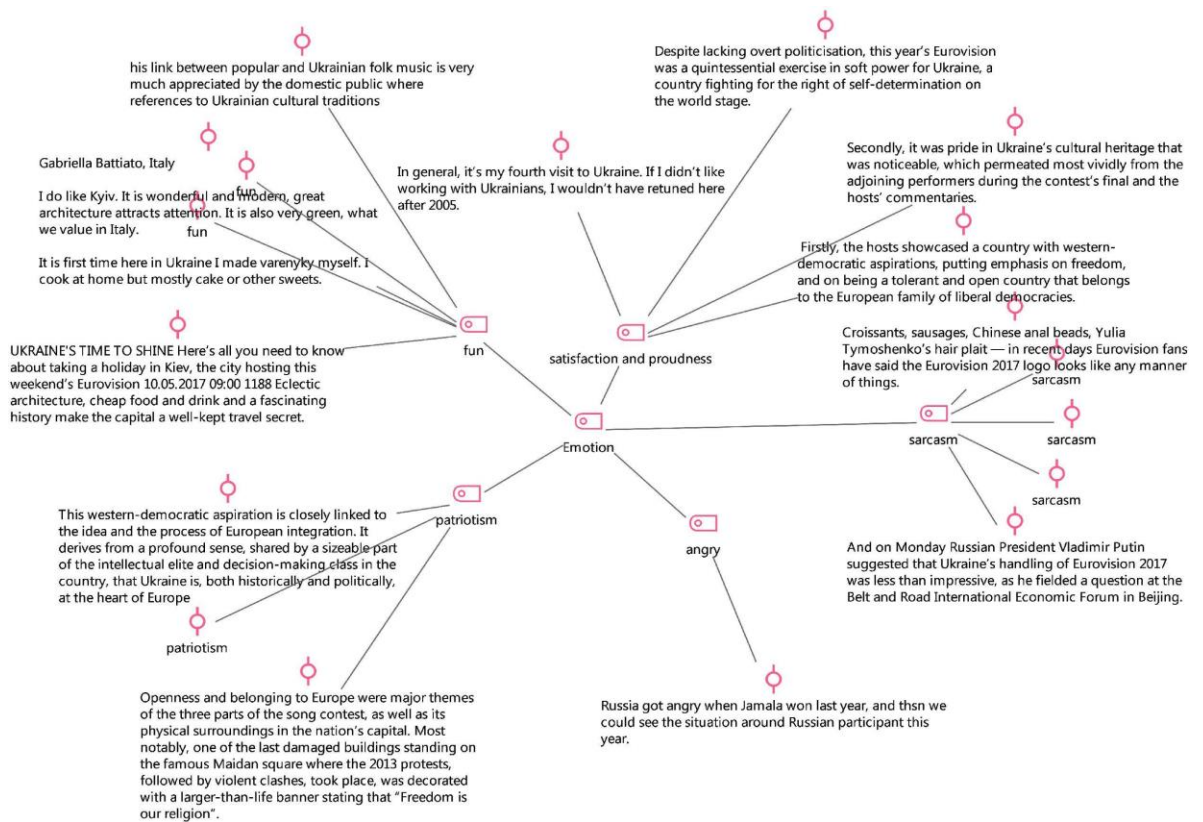 his link between popular and Ukrainian folk music is very
much appreciated by the domestic public where
references to Ukrainian cultural traditions
Despite lacking overt politicisation, this year's Eurovision
was a quintessential exercise in soft power for Ukraine, a
country fighting for the right of self-determination on
the world stage.
Gabriella Battiato, Italy
fun
I do like Kyiv. It is wonderful and modern, great
architecture attracts attention. It is also very green, what
we value in Italy.
fun
It is first time here in Ukraine I made varenyky myself. I
cook at home but mostly cake or other sweets.
In general, it's my fourth visit to Ukraine. If I didn't like
working with Ukrainians, I wouldn't have retuned here
after 2005.
Secondly, it was pride in Ukraine's cultural heritage that
was noticeable, which permeated most vividly from the
adjoining performers during the contest's final and the
hosts' commentaries.
Firstly, the hosts showcased a country with western-
democratic aspirations, putting emphasis on freedom,
and on being a tolerant and open country that belongs
to the European family of liberal democracies.
UKRAINE'S TIME TO SHINE Here's all you need to know
about taking a holiday in Kiev, the city hosting this
weekend's Eurovision 10.05.2017 09:00 1188 Eclectic
architecture, cheap food and drink and a fascinating
history make the capital a well-kept travel secret.
fun
satisfaction and proudness
Croissants, sausages, Chinese anal beads, Yulia
Tymoshenko's hair plait — in recent days Eurovision fans
have said the Eurovision 2017 logo looks like any manner
of things.
sarcasm
Emotion
sarcasm
sarcasm
sarcasm
And on Monday Russian President Vladimir Putin
suggested that Ukraine's handling of Eurovision 2017
was less than impressive, as he fielded a question at the
Belt and Road International Economic Forum in Beijing.
patriotism
angry
This western-democratic aspiration is closely linked to
the idea and the process of European integration. It
derives from a profound sense, shared by a sizeable part
of the intellectual elite and decision-making class in the
country, that Ukraine is, both historically and politically,
at the heart of Europe
patriotism
Openness and belonging to Europe were major themes
of the three parts of the song contest, as well as its
physical surroundings in the nation's capital. Most
notably, one of the last damaged buildings standing on
the famous Maidan square where the 2013 protests,
followed by violent clashes, took place, was decorated
with a larger-than-life banner stating that "Freedom is
our religion".
Russia got angry when Jamala won last year, and thsn we
could see the situation around Russian participant this
year.